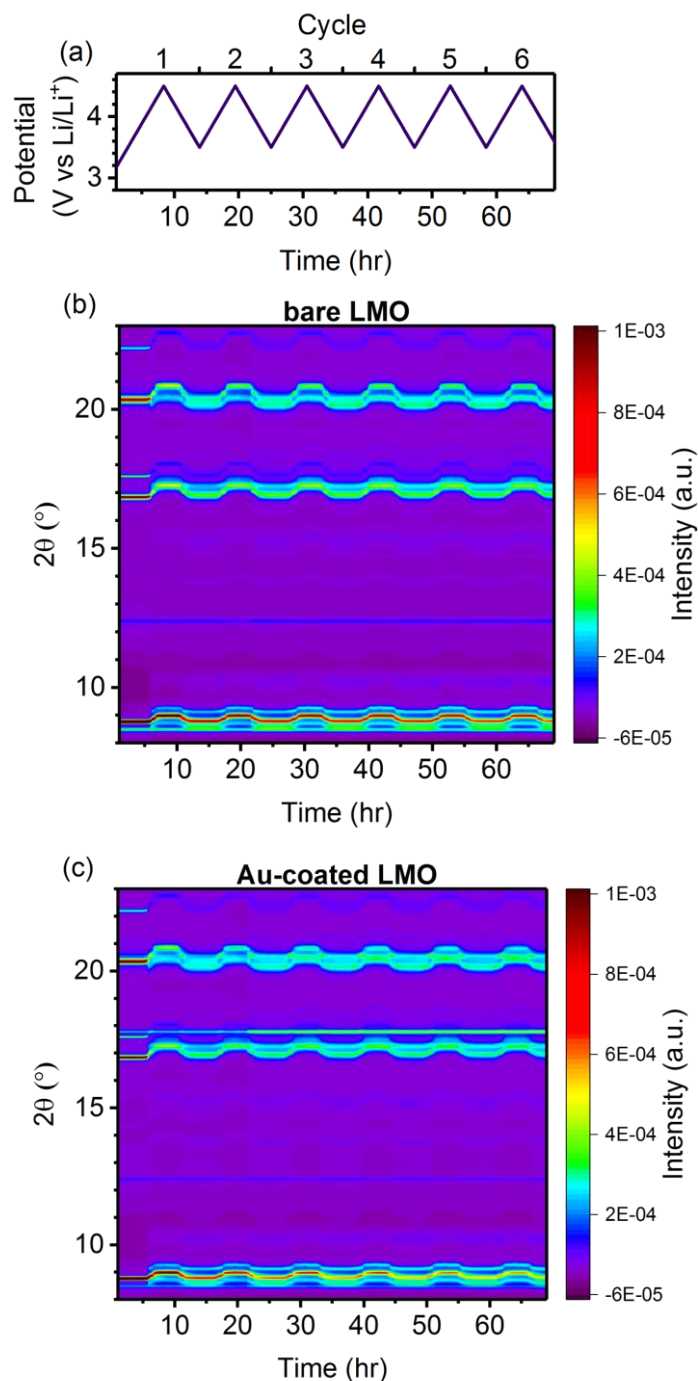 Cycle
(a)
1 2 3 4 5 6
Potential
(V vs Li/Li⁺)
4
3
10 20 30 40 50 60
Time (hr)
(b)
bare LMO
2θ (°)
20
15
10
10 20 30 40 50 60
Time (hr)
1E-03
8E-04
6E-04
4E-04
2E-04
-6E-05
Intensity (a.u.)
(c)
Au-coated LMO
2θ (°)
20
15
10
10 20 30 40 50 60
Time (hr)
1E-03
8E-04
6E-04
4E-04
2E-04
-6E-05
Intensity (a.u.)